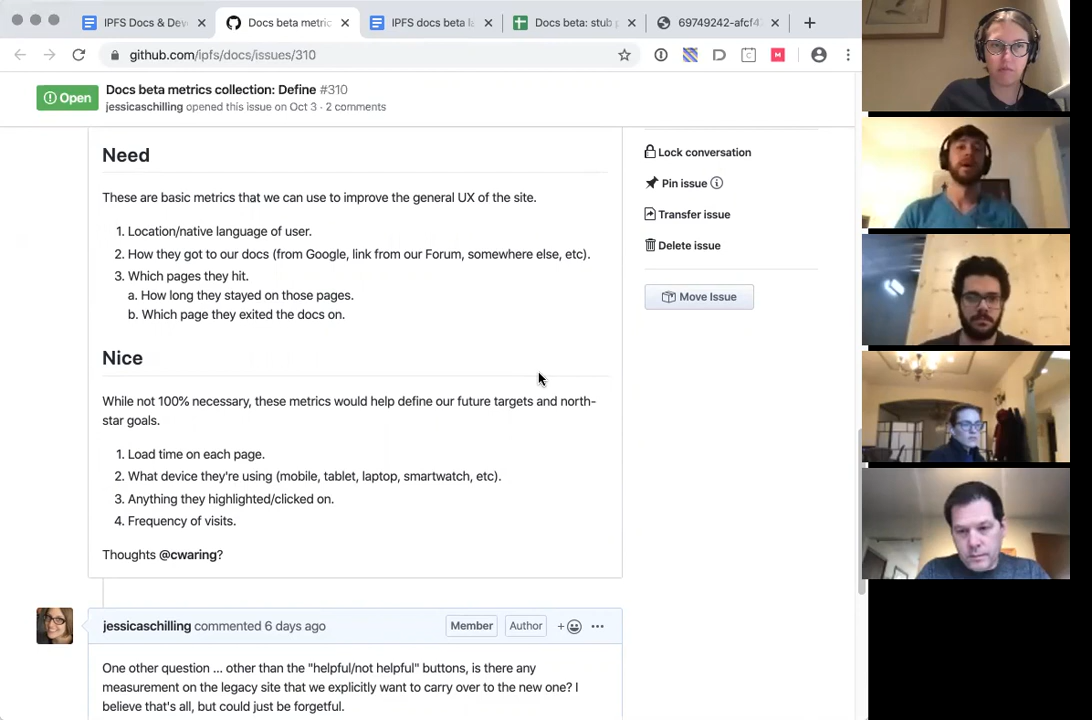 IPFS Docs & Dev
Docs beta metric
IPFS docs beta la
Docs beta: stub p
69749242-afcf4
github.com/ipfs/docs/issues/310
Open
Docs beta metrics collection: Define #310
jessicaschilling opened this issue on Oct 3 · 2 comments
Need
These are basic metrics that we can use to improve the general UX of the site.
1. Location/native language of user.
2. How they got to our docs (from Google, link from our Forum, somewhere else, etc).
3. Which pages they hit.
a. How long they stayed on those pages.
b. Which page they exited the docs on.
Nice
While not 100% necessary, these metrics would help define our future targets and north-
star goals.
1. Load time on each page.
2. What device they're using (mobile, tablet, laptop, smartwatch, etc).
3. Anything they highlighted/clicked on.
4. Frequency of visits.
Thoughts @cwaring?
jessicaschilling commented 6 days ago
Member
Author
One other question ... other than the "helpful/not helpful" buttons, is there any
measurement on the legacy site that we explicitly want to carry over to the new one? I
believe that's all, but could just be forgetful.
Lock conversation
Pin issue
Transfer issue
Delete issue
Move Issue